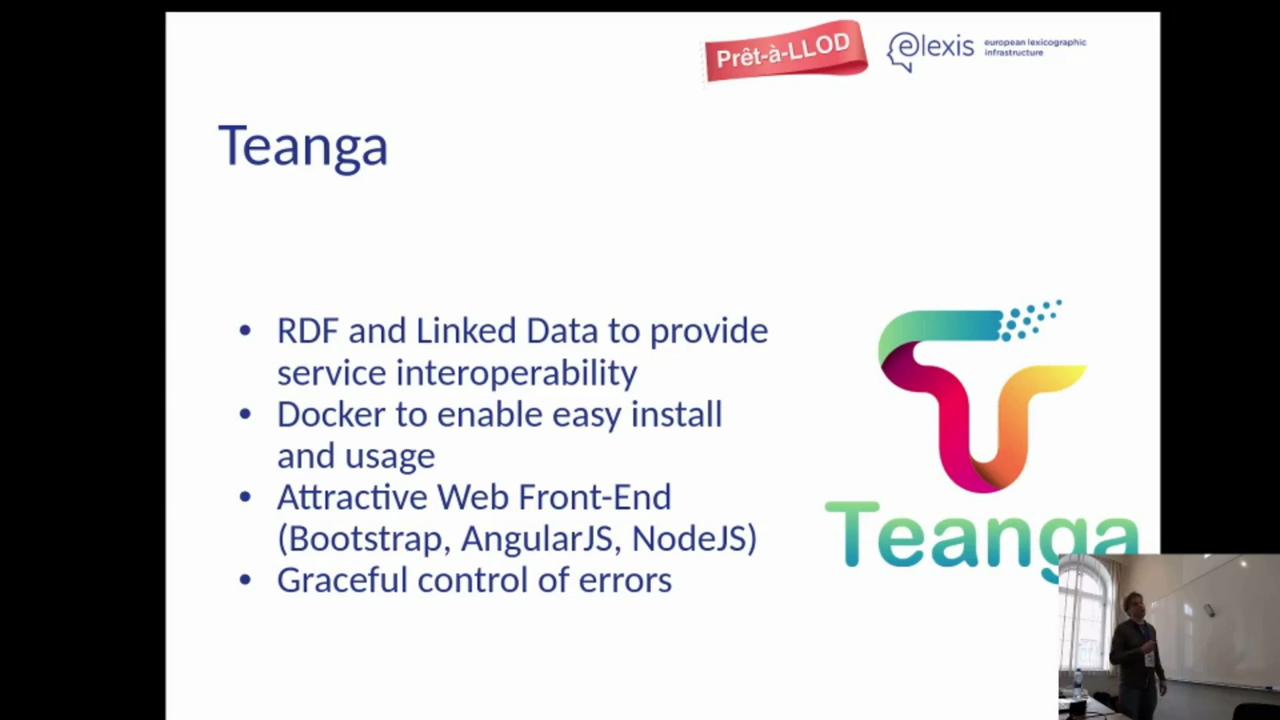 Prêt-à-LLOD
elexis
european lexicographic
infrastructure
Teanga
• RDF and Linked Data to provide
service interoperability
• Docker to enable easy install
and usage
• Attractive Web Front-End
(Bootstrap, AngularJS, NodeJS)
• Graceful control of errors
Teanga